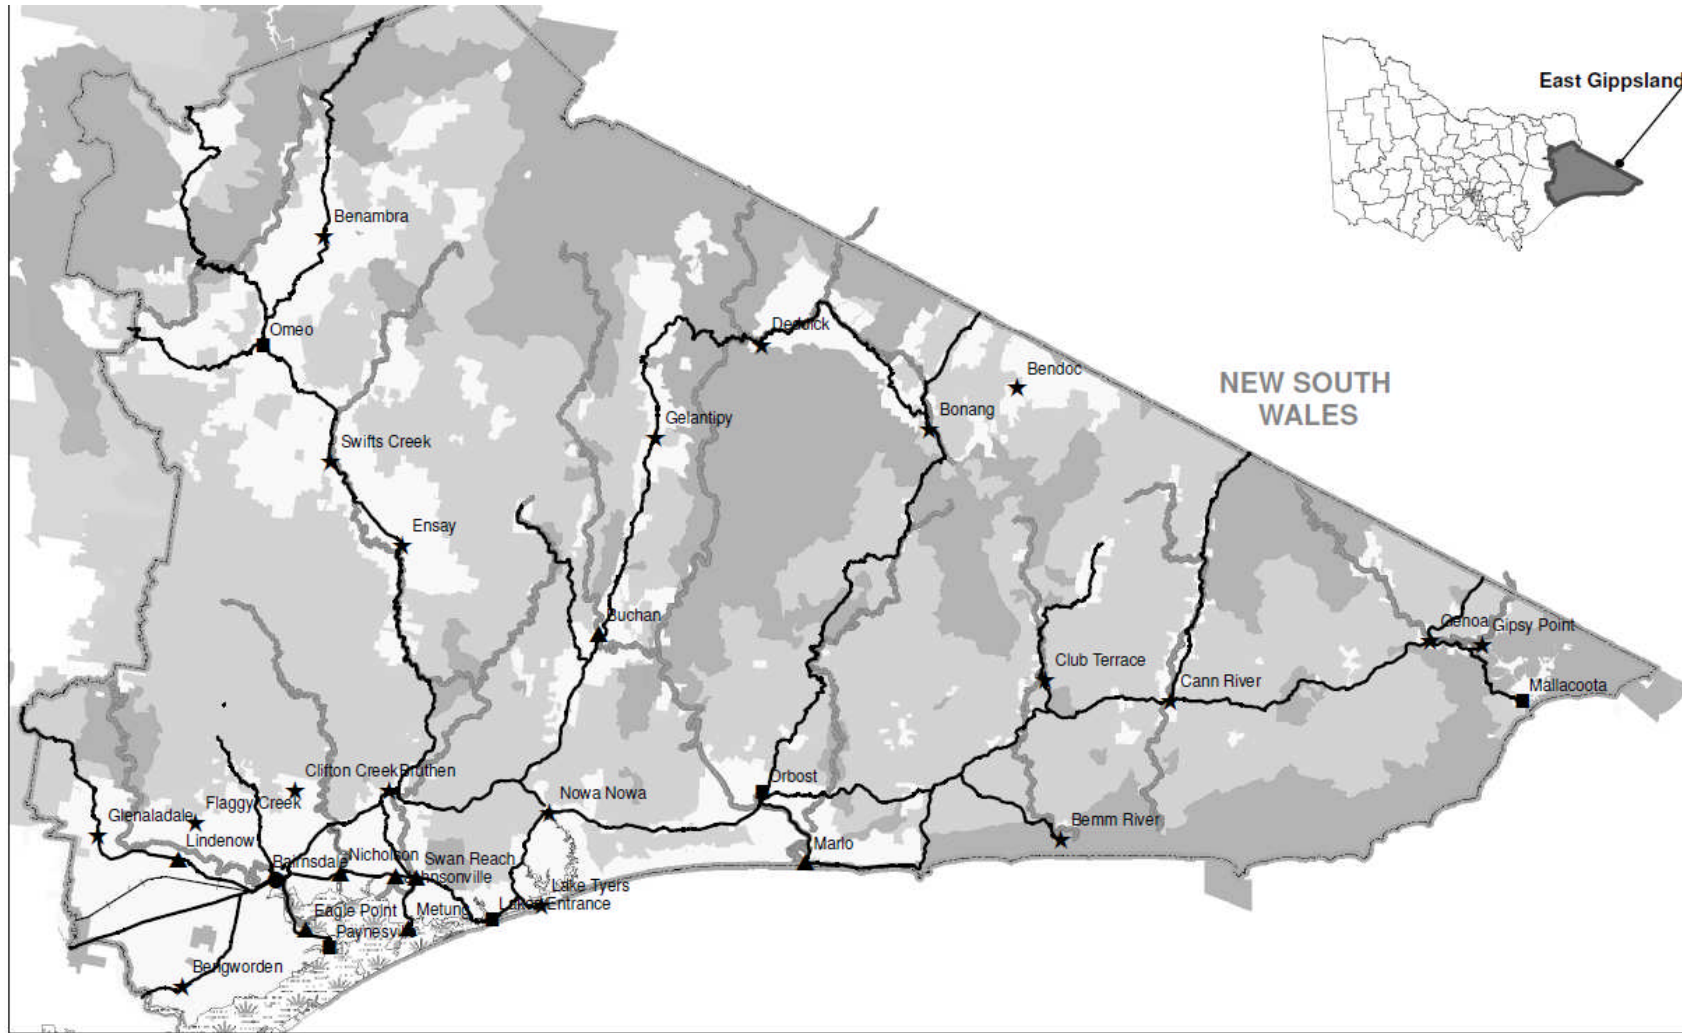 East Gippsland
Benambra
Omeo
Deddick
Bendoc
NEW SOUTH
WALES
Gelantipy
Bonang
Swifts Creek
Ensay
Buchan
Genoa
Gipsy Point
Club Terrace
Cann River
Mallacoota
Clifton Creek
Bruthen
Orbost
Flaggy Creek
Nowa Nowa
Glenaladale
Bemm River
Lindenow
Marlo
Bairnsdale
Nicholson
Swan Reach
hnsonville
Lake Tyers
Lakes Entrance
Eagle Point
Metung
Paynesville
Bengworden